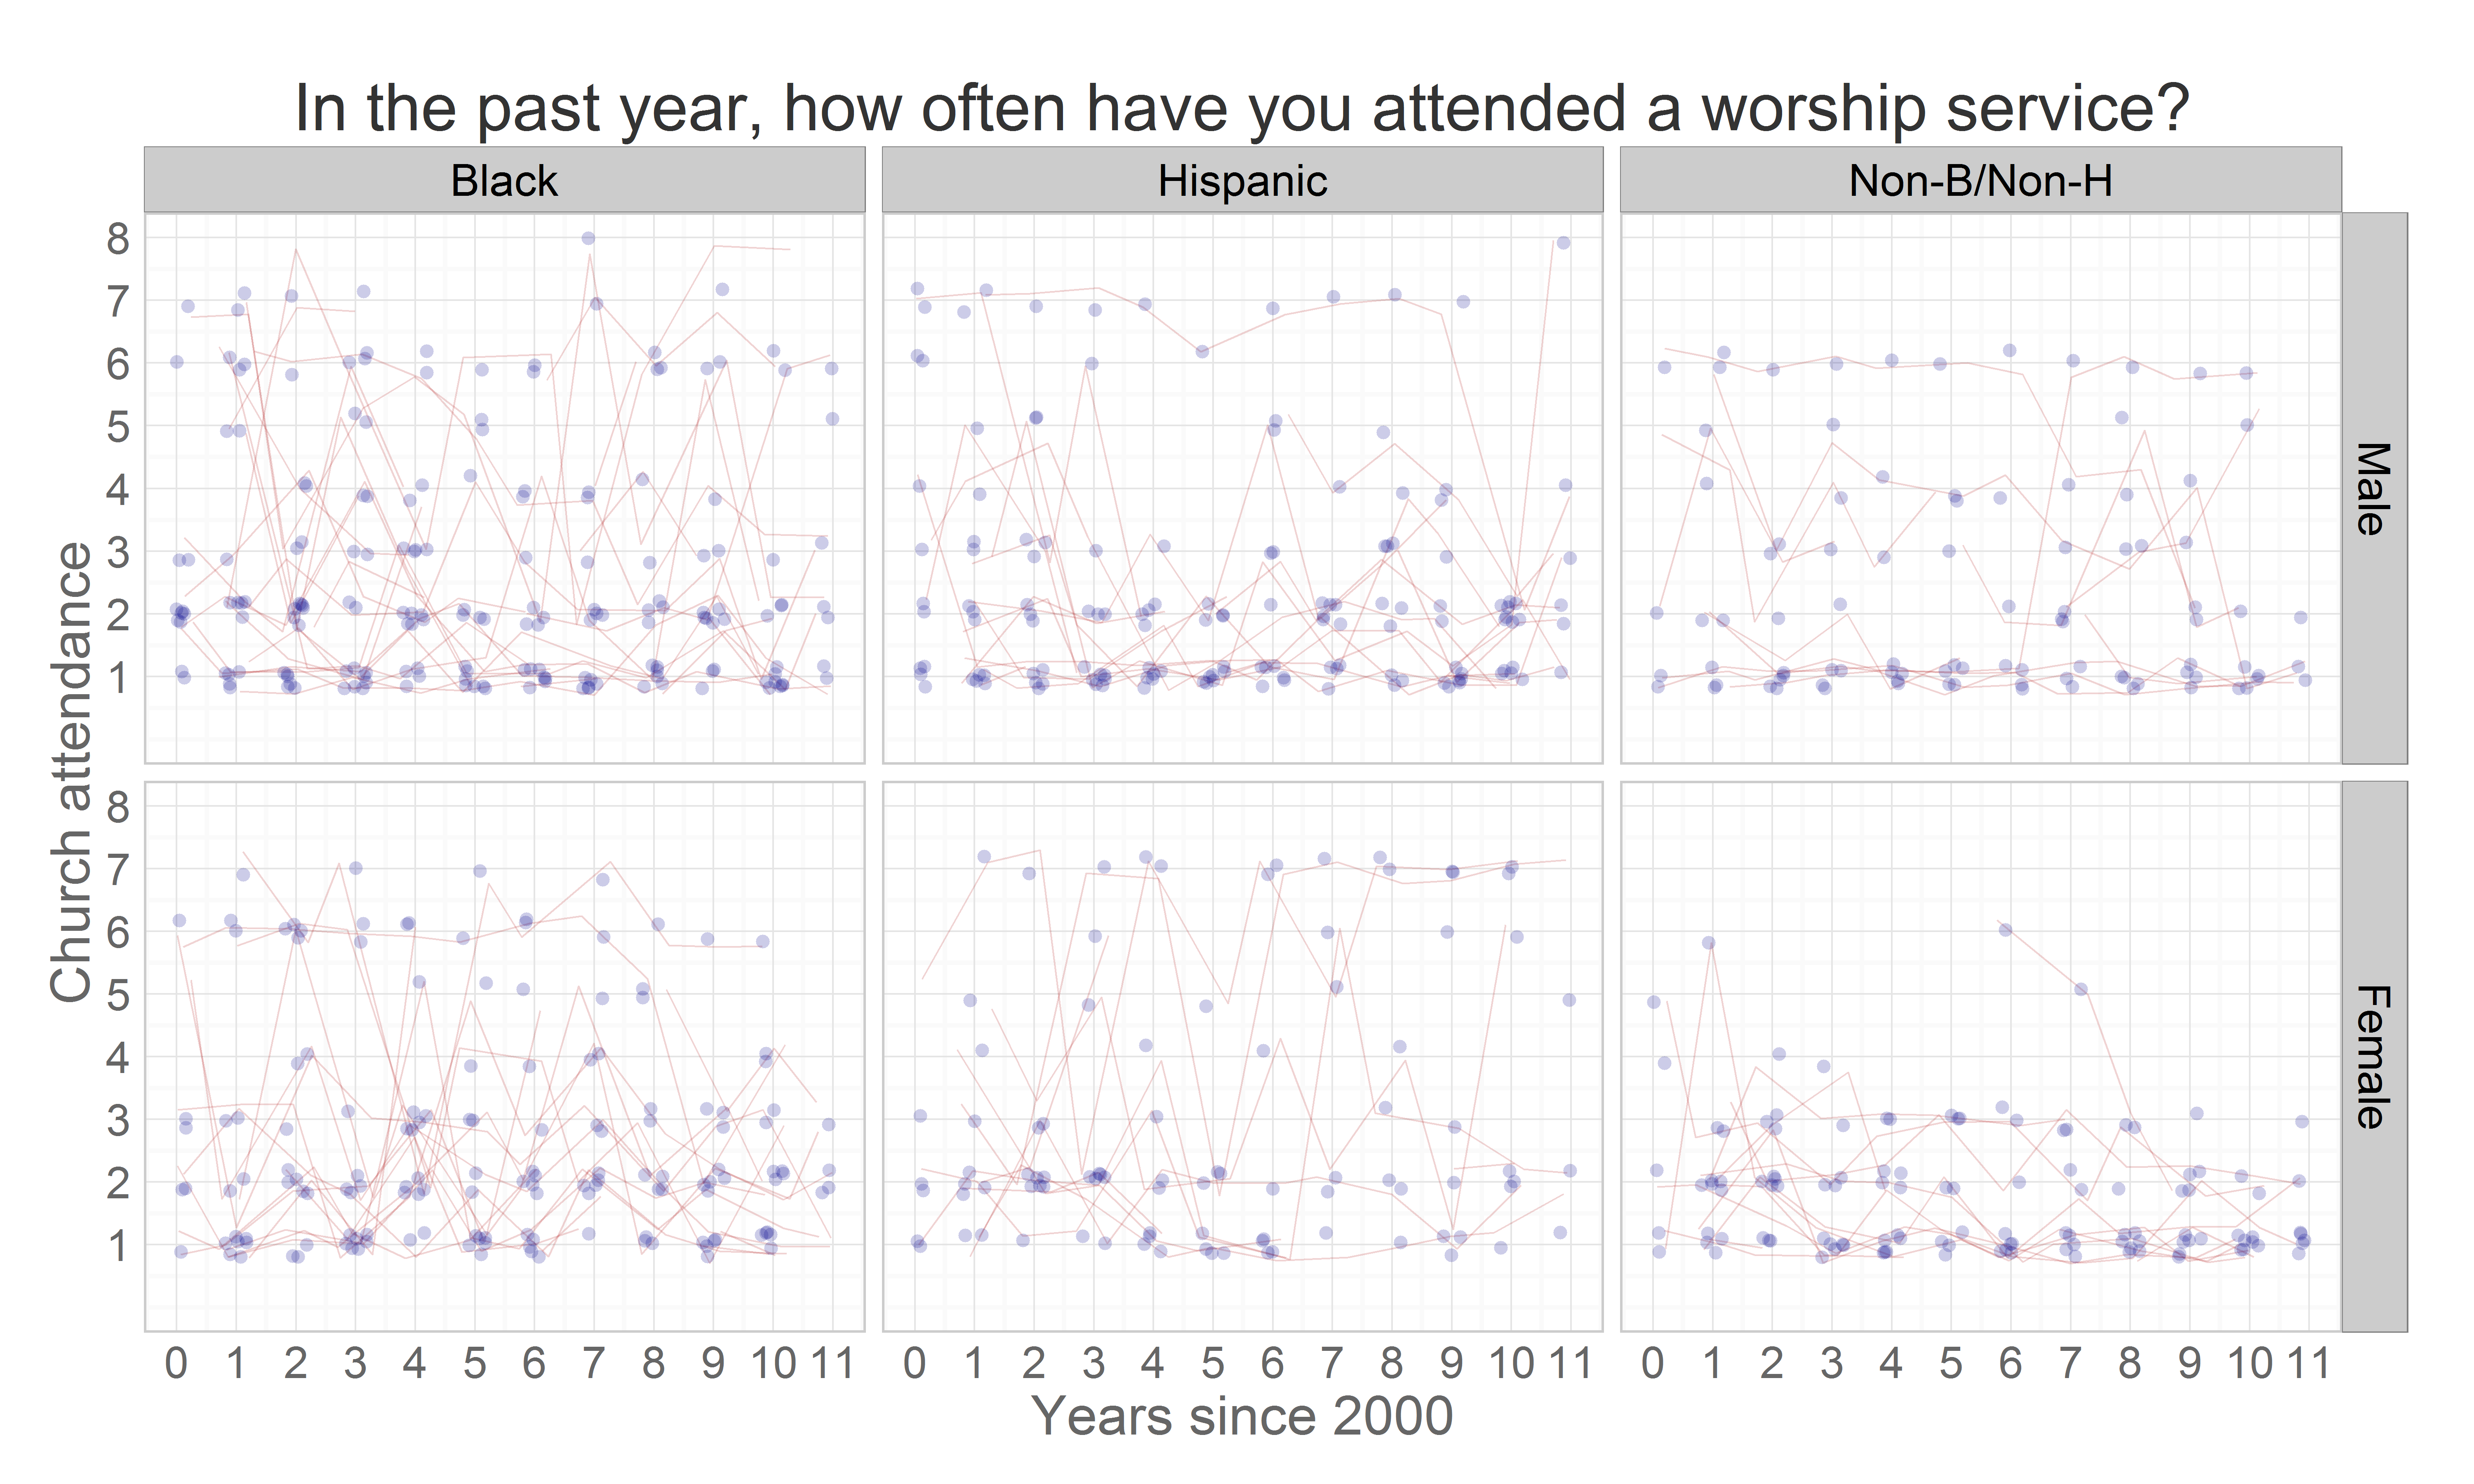 In the past year, how often have you attended a worship service?
Black
Hispanic
Non-B/Non-H
Church attendance
8
7
6
5
4
3
2
1
Male
8
7
6
5
4
3
2
1
Female
0 1 2 3 4 5 6 7 8 9 10 11
0 1 2 3 4 5 6 7 8 9 10 11
0 1 2 3 4 5 6 7 8 9 10 11
Years since 2000